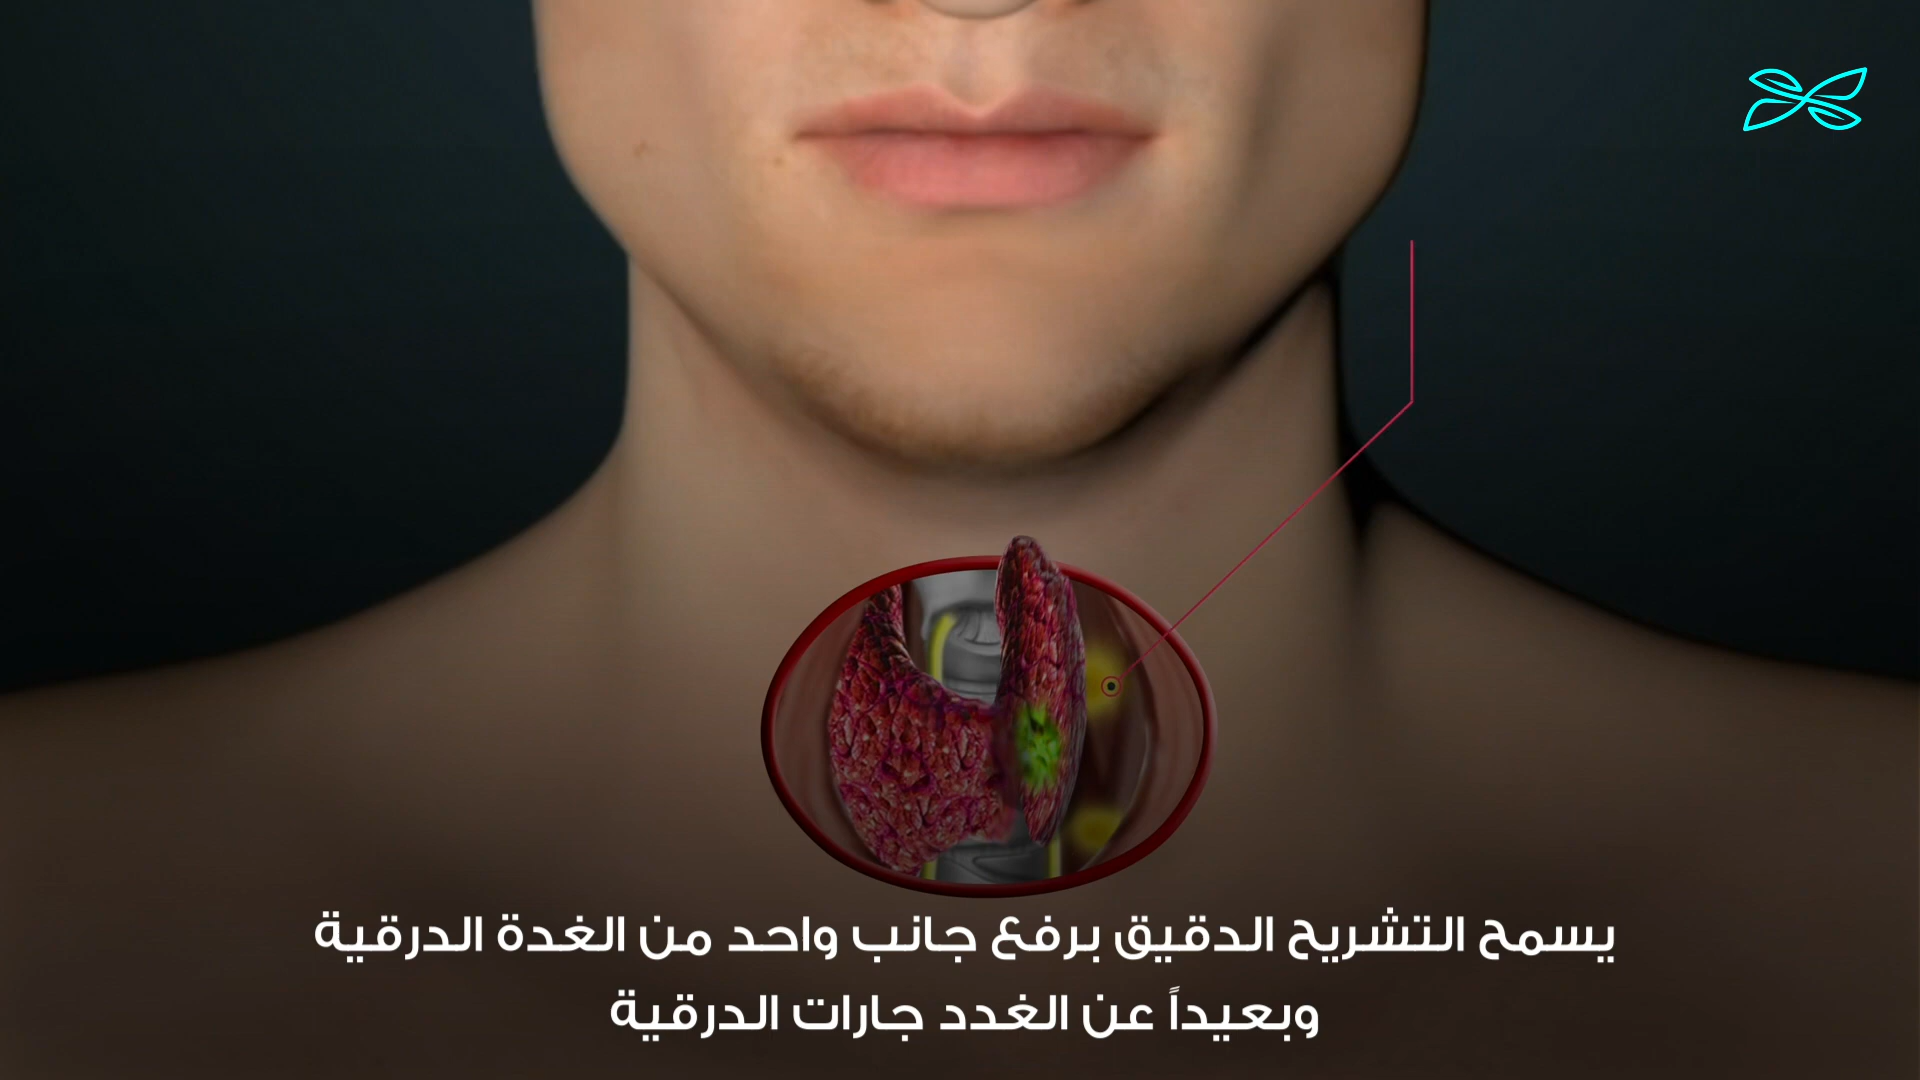 يسمح التشريح الدقيق برفع جانب واحد من الغدة الدرقية
وبعيداً عن الغدد جارات الدرقية